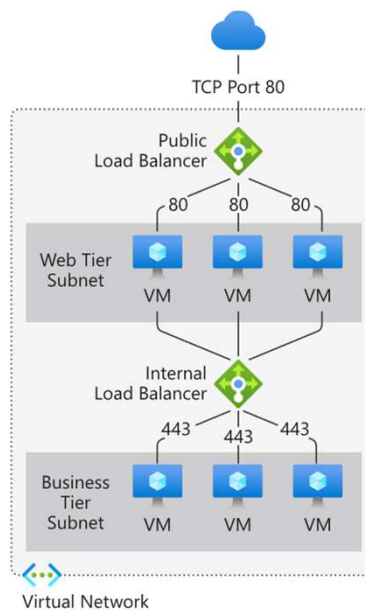 TCP Port 80
Public
Load Balancer
80 80 80
Web Tier
Subnet
VM VM VM
Internal
Load Balancer
443 443 443
Business
Tier
Subnet
VM VM VM
Virtual Network